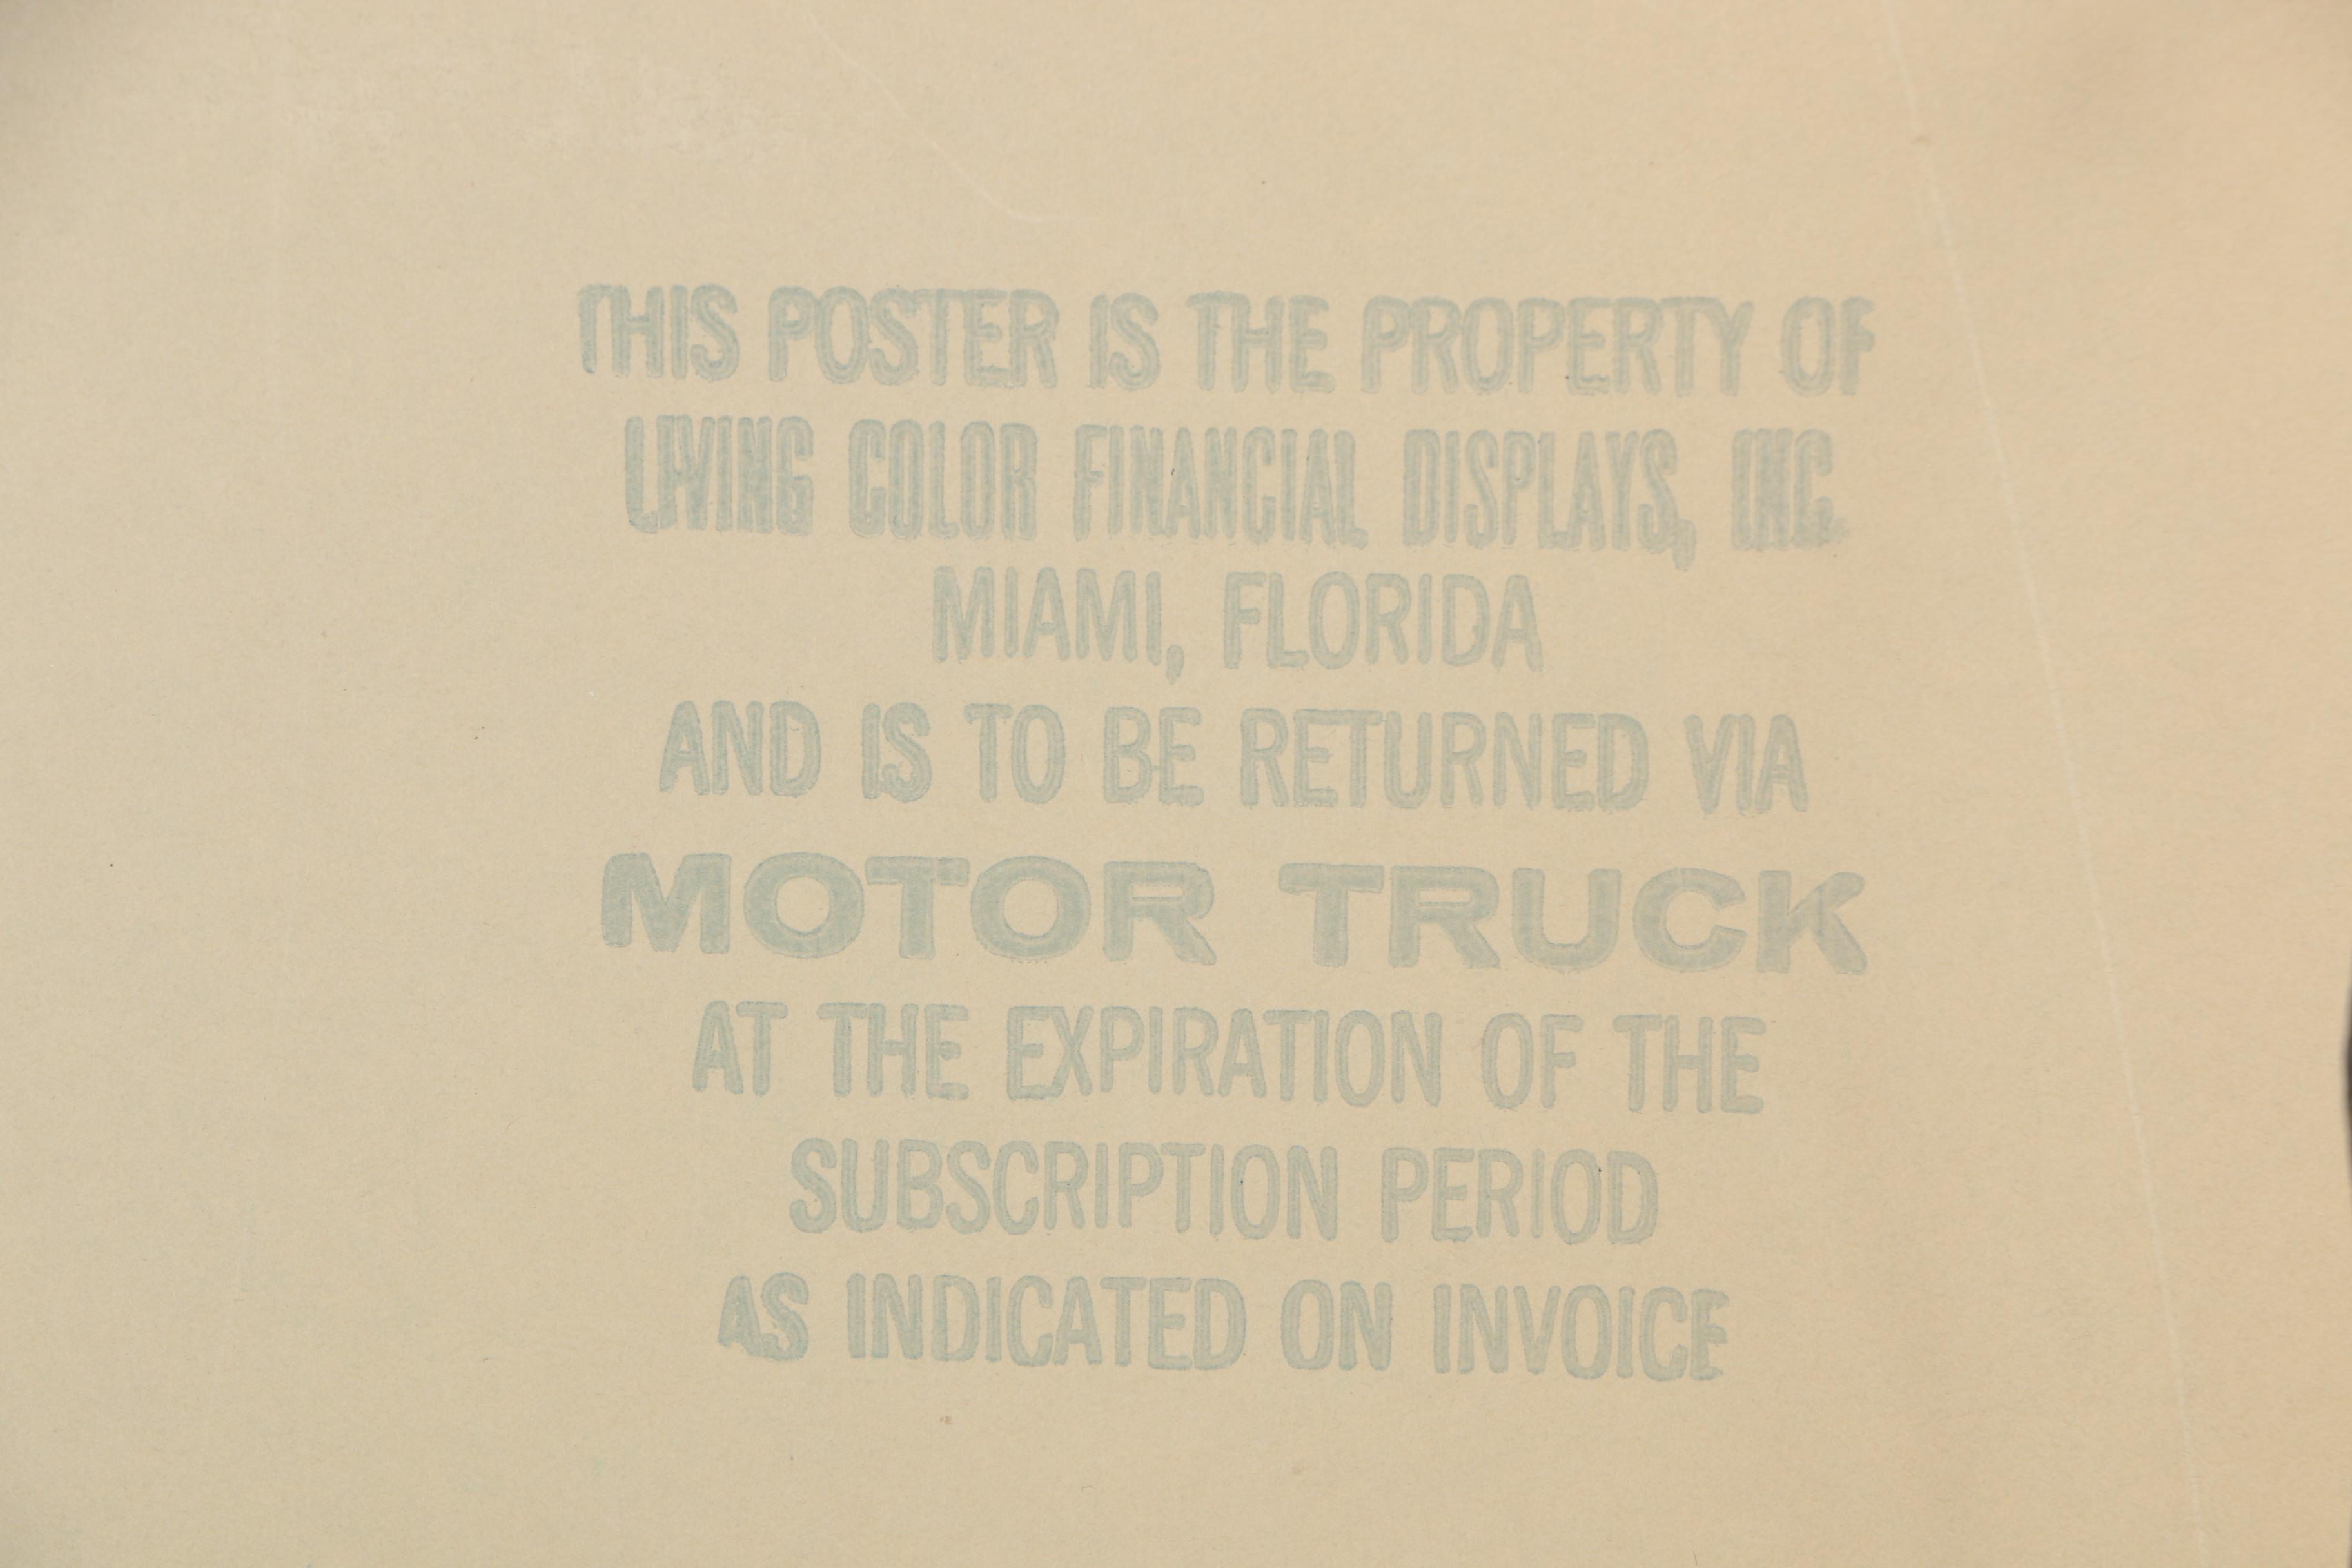 THIS POSTER IS THE PROPERTY OF
LIVING COLOR FINANCIAL DISPLAYS, INC.
MIAMI, FLORIDA
AND IS TO BE RETURNED VIA
MOTOR TRUCK
AT THE EXPIRATION OF THE
SUBSCRIPTION PERIOD
AS INDICATED ON INVOICE